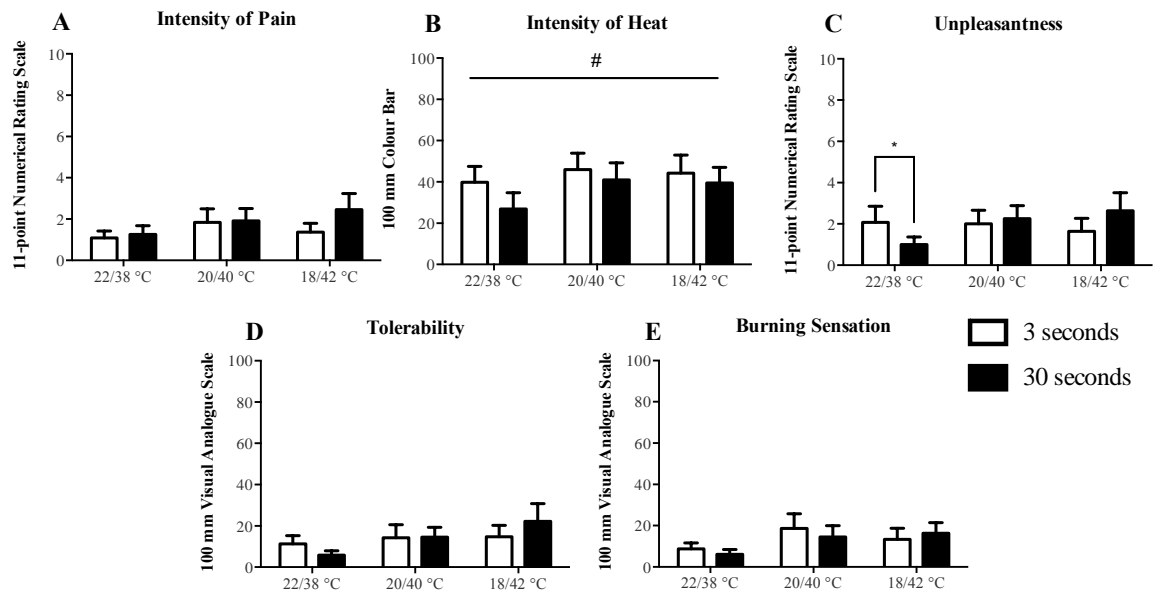 A
Intensity of Pain
11-point Numerical Rating Scale
10
8
6
4
2
0
22/38 °C
20/40 °C
18/42 °C
B
Intensity of Heat
100 mm Colour Bar
100
80
60
40
20
0
#
22/38 °C
20/40 °C
18/42 °C
C
Unpleasantness
11-point Numerical Rating Scale
10
8
6
4
2
0
*
22/38 °C
20/40 °C
18/42 °C
D
Tolerability
100 mm Visual Analogue Scale
100
80
60
40
20
0
22/38 °C
20/40 °C
18/42 °C
E
Burning Sensation
100 mm Visual Analogue Scale
100
80
60
40
20
0
22/38 °C
20/40 °C
18/42 °C
3 seconds
30 seconds